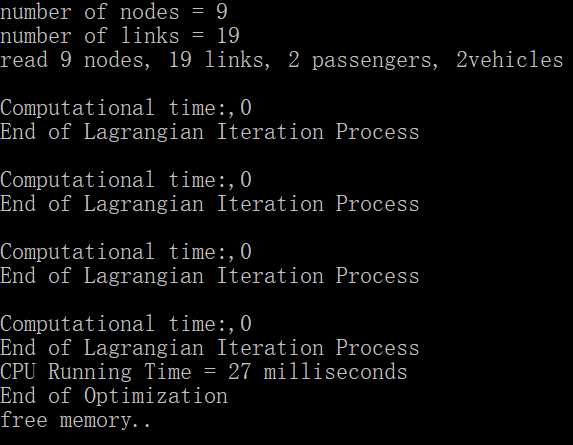 number of nodes = 9
number of links = 19
read 9 nodes, 19 links, 2 passengers, 2vehicles
Computational time:,0
End of Lagrangian Iteration Process
Computational time:,0
End of Lagrangian Iteration Process
Computational time:,0
End of Lagrangian Iteration Process
Computational time:,0
End of Lagrangian Iteration Process
CPU Running Time = 27 milliseconds
End of Optimization
free memory..